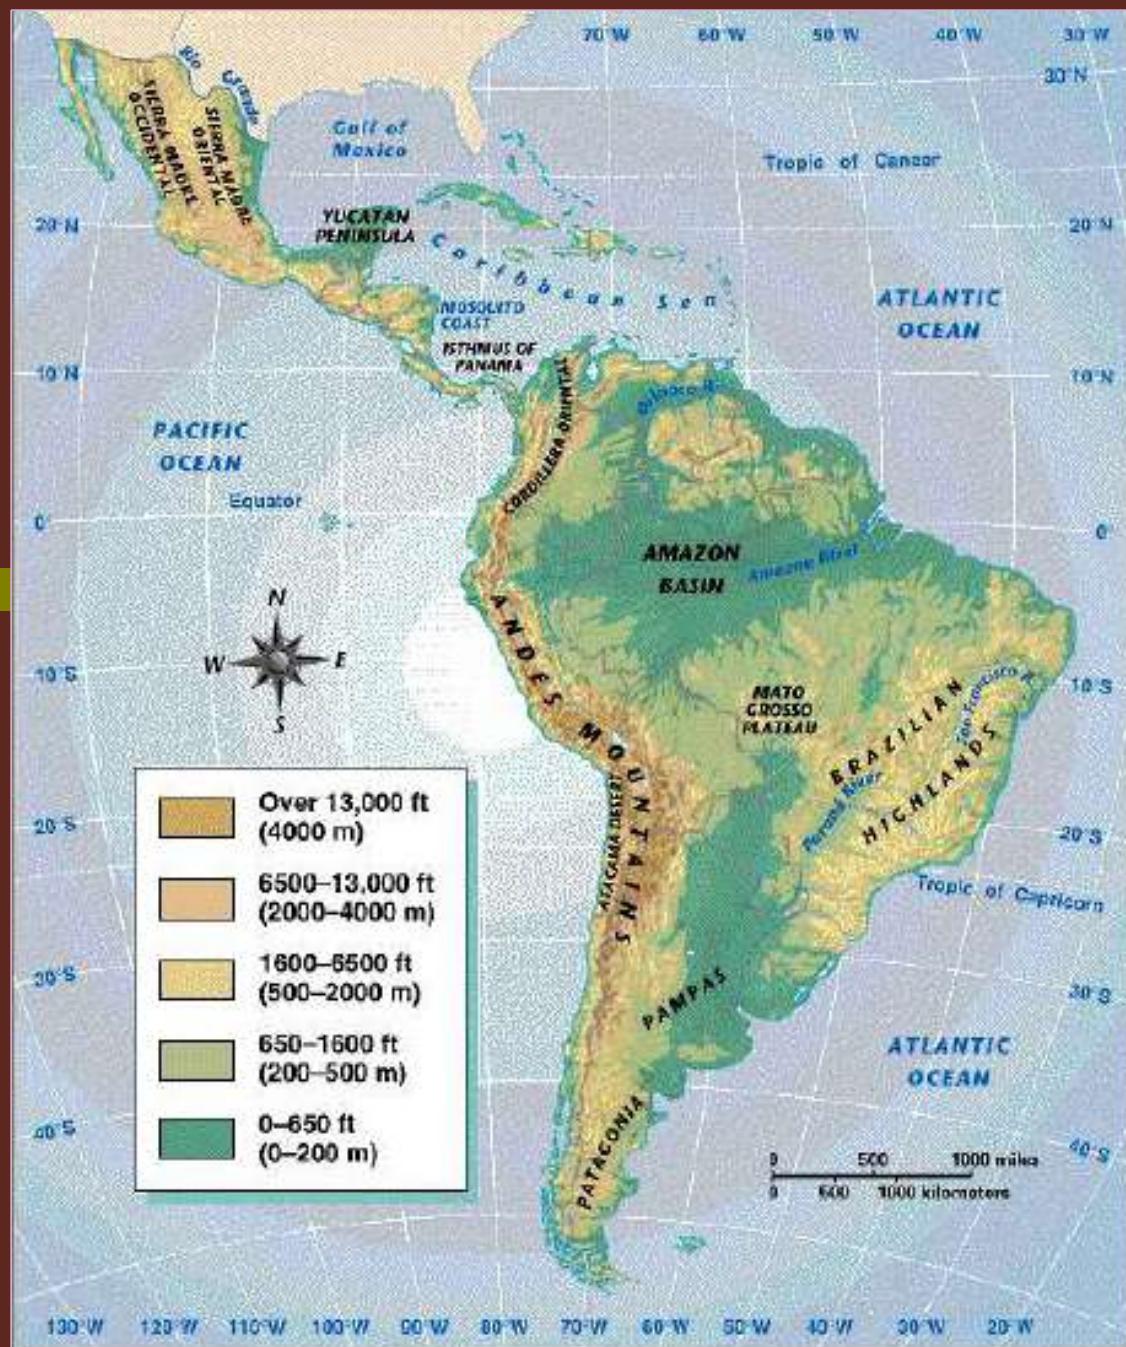 70°W 60°W 50°W 40°W 30°W
30°N
Rio Grande
SIERRA MADRE
OCCIDENTAL
SIERRA MADRE
ORIENTAL
Gulf of
Mexico
Tropic of Cancer
20°N
YUCATAN
PENINSULA
20°N
Caribbean Sea
ATLANTIC
OCEAN
MOSQUITO
COAST
ISTHMUS OF
PANAMA
10°N
10°N
Orinoco R.
CORDILLERA ORIENTAL
PACIFIC
OCEAN
Equator
0°
0°
AMAZON
BASIN
Amazon River
N
W E
S
ANDES MOUNTAINS
10°S
10°S
MATO
GROSSO
PLATEAU
BRAZILIAN
HIGHLANDS
São Francisco R.
Paraná River
ATACAMA DESERT
20°S
20°S
Tropic of Capricorn
Over 13,000 ft
(4000 m)
6500–13,000 ft
(2000–4000 m)
1600–6500 ft
(500–2000 m)
650–1600 ft
(200–500 m)
0–650 ft
(0–200 m)
30°S
30°S
PAMPAS
ATLANTIC
OCEAN
40°S
40°S
PATAGONIA
0 500 1000 miles
0 500 1000 kilometers
130°W 120°W 110°W 100°W 90°W 80°W 70°W 60°W 50°W 40°W 30°W 20°W